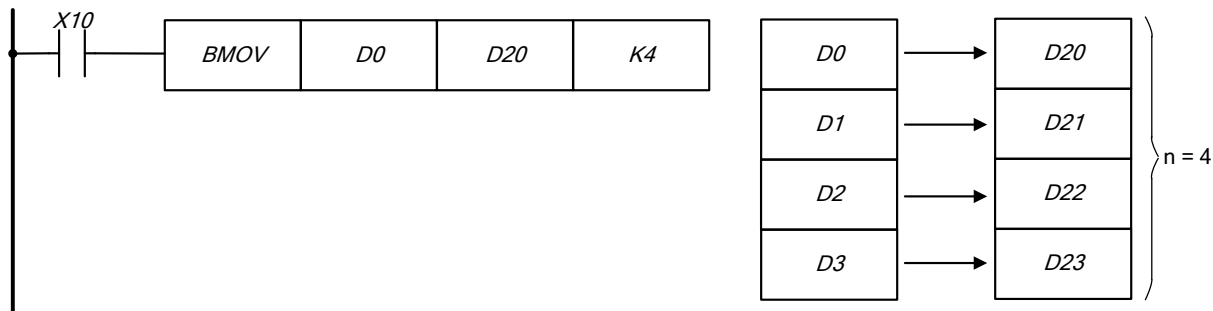 X10
BMOV D0 D20 K4
D0 D20
D1 D21
D2 D22
D3 D23
n = 4